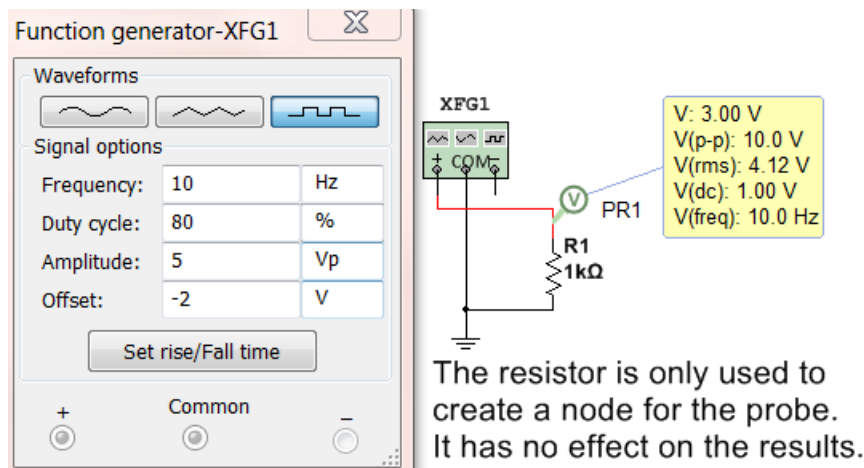 Function generator-XFG1
Waveforms
Signal options
Frequency: 10 Hz
Duty cycle: 80 %
Amplitude: 5 Vp
Offset: -2 V
Set rise/Fall time
+ Common −
XFG1
+ COM −
V: 3.00 V
V(p-p): 10.0 V
V(rms): 4.12 V
V(dc): 1.00 V
V(freq): 10.0 Hz
V
PR1
R1
1kΩ
The resistor is only used to
create a node for the probe.
It has no effect on the results.